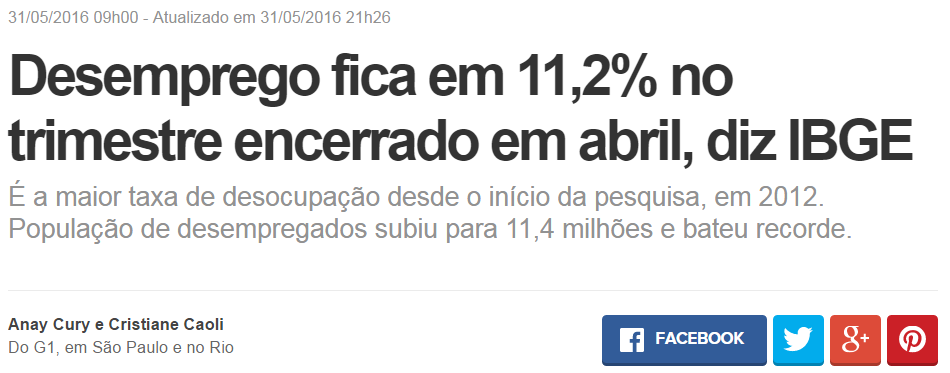 31/05/2016 09h00 - Atualizado em 31/05/2016 21h26
Desemprego fica em 11,2% no
trimestre encerrado em abril, diz IBGE
É a maior taxa de desocupação desde o início da pesquisa, em 2012.
População de desempregados subiu para 11,4 milhões e bateu recorde.
Anay Cury e Cristiane Caoli
Do G1, em São Paulo e no Rio
FACEBOOK
g+